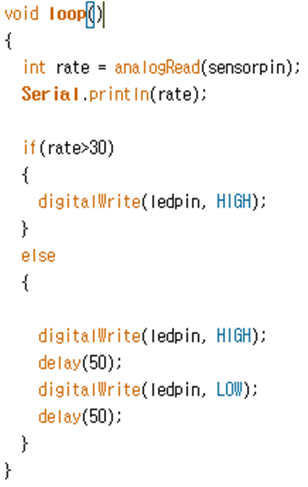 void loop()
{
  int rate = analogRead(sensorpin);
  Serial.println(rate);

  if(rate>30)
  {
    digitalWrite(ledpin, HIGH);
  }
  else
  {

    digitalWrite(ledpin, HIGH);
    delay(50);
    digitalWrite(ledpin, LOW);
    delay(50);
  }
}